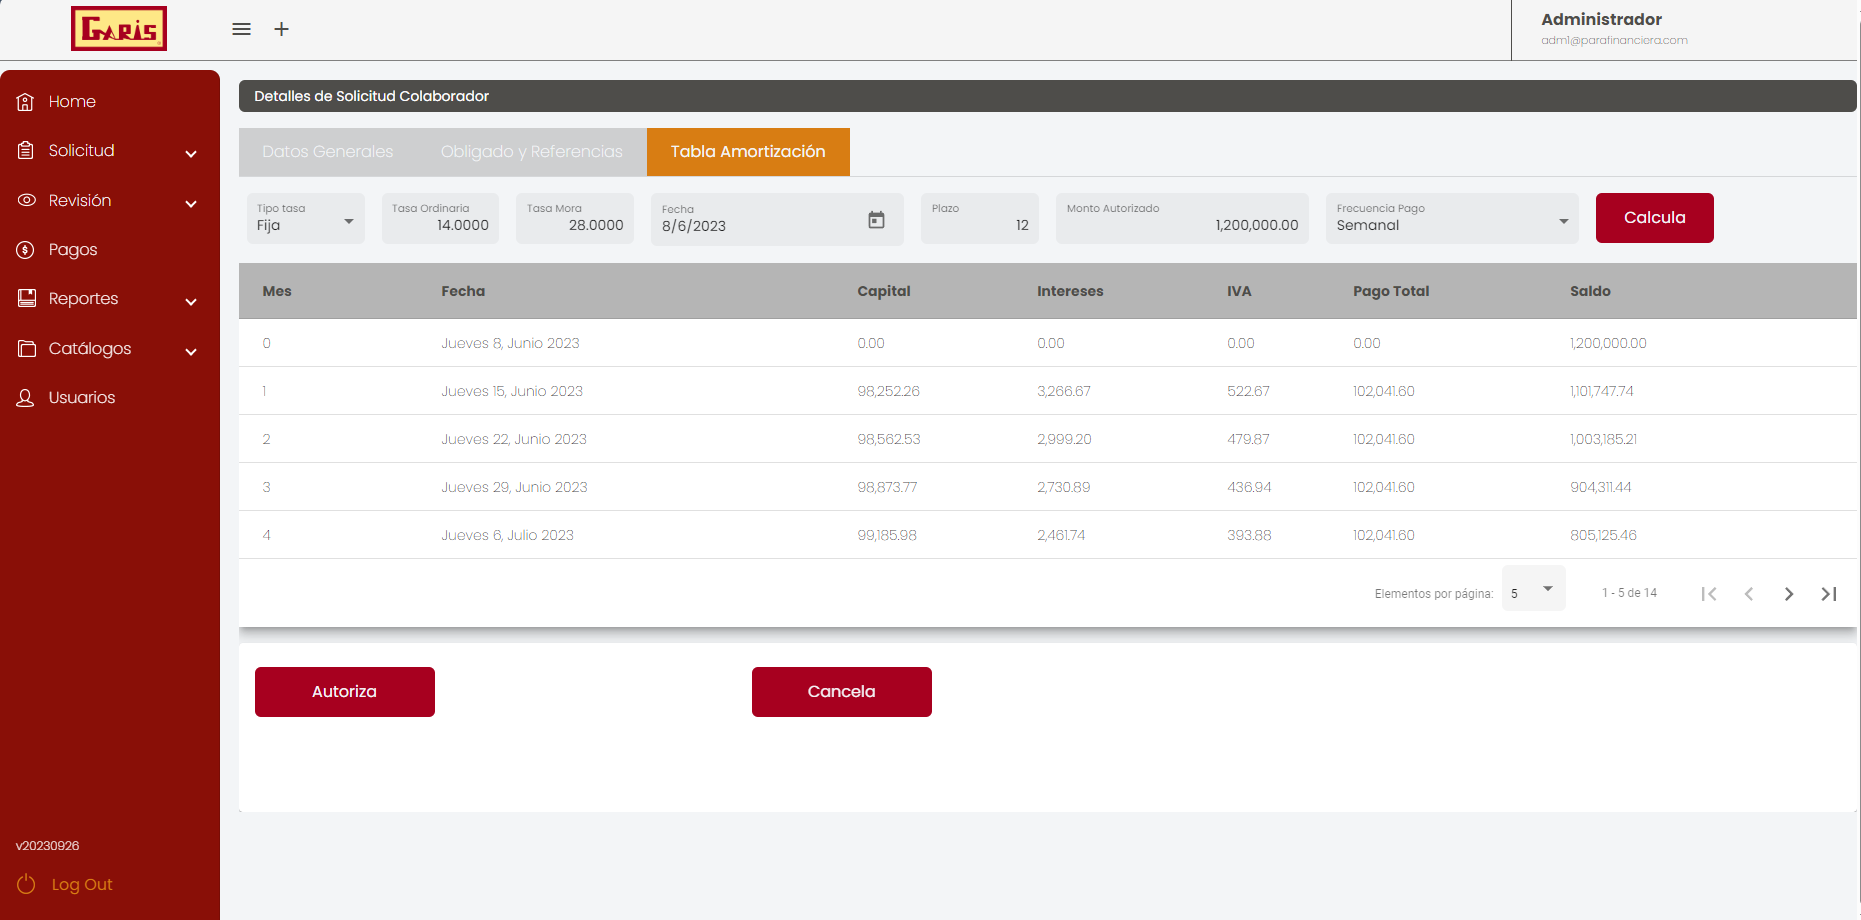 GARIS
Administrador
adm1@parafinanciera.com
Home
Solicitud
Revisión
Pagos
Reportes
Catálogos
Usuarios
v20230926
Log Out
Detalles de Solicitud Colaborador
Datos Generales Obligado y Referencias Tabla Amortización
Tipo tasa Tasa Ordinaria Tasa Mora Fecha Plazo Monto Autorizado Frecuencia Pago
Fija 14.0000 28.0000 8/6/2023 12 1,200,000.00 Semanal Calcula
Mes Fecha Capital Intereses IVA Pago Total Saldo
0 Jueves 8, Junio 2023 0.00 0.00 0.00 0.00 1,200,000.00
1 Jueves 15, Junio 2023 98,252.26 3,266.67 522.67 102,041.60 1,101,747.74
2 Jueves 22, Junio 2023 98,562.53 2,999.20 479.87 102,041.60 1,003,185.21
3 Jueves 29, Junio 2023 98,873.77 2,730.89 436.94 102,041.60 904,311.44
4 Jueves 6, Julio 2023 99,185.98 2,461.74 393.88 102,041.60 805,125.46
Elementos por página: 5 1 - 5 de 14
Autoriza Cancela